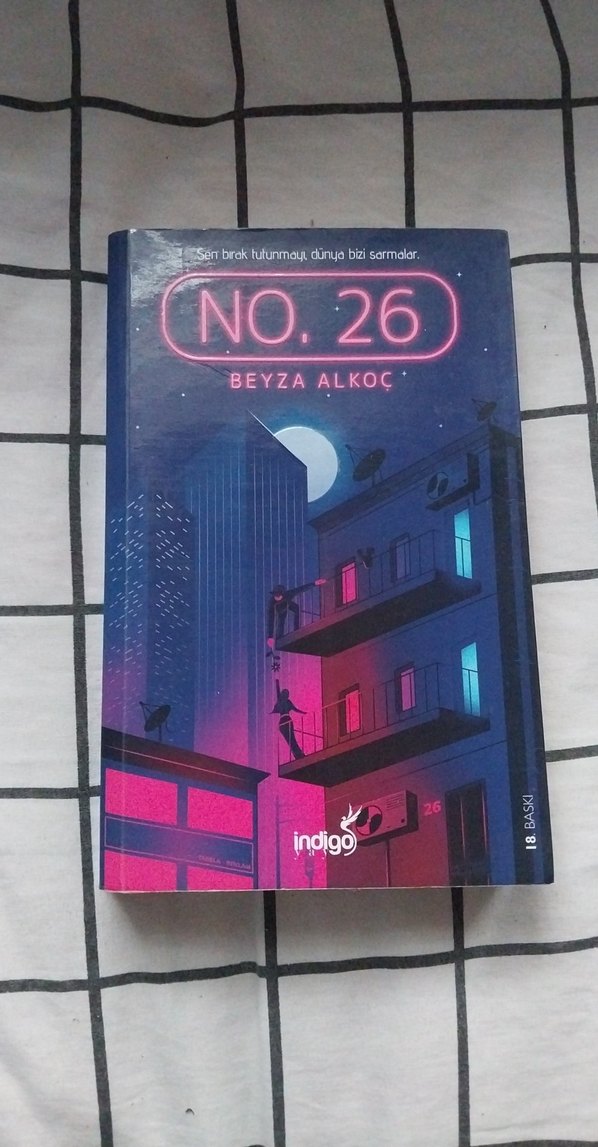 Sen bırak tutunmayı, dünya bizi sarmalar.
NO. 26
BEYZA ALKOÇ
26
18. BASKI
indigo